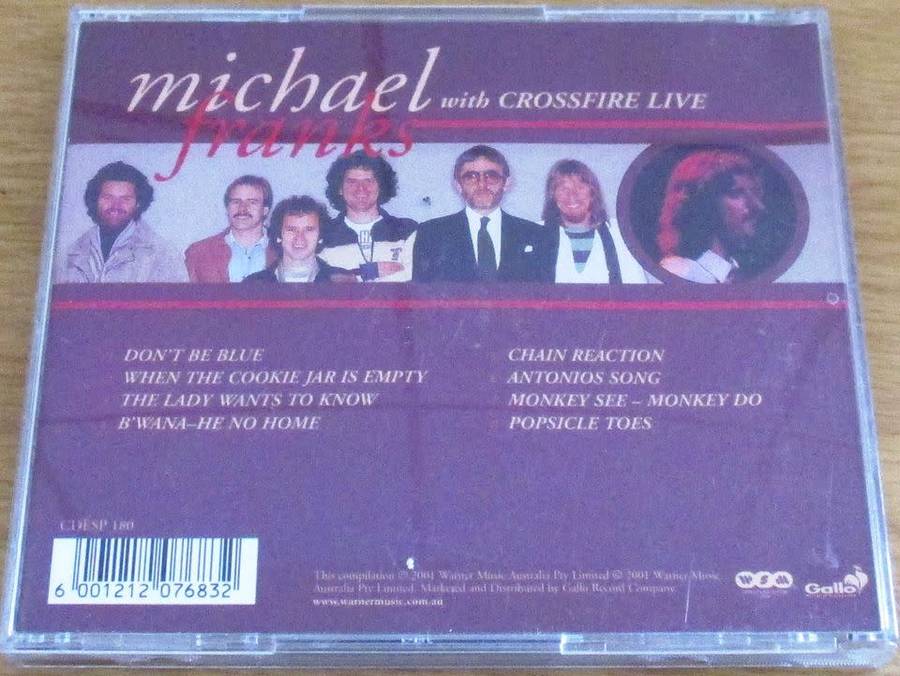 michael with CROSSFIRE LIVE
franks
DON'T BE BLUE
WHEN THE COOKIE JAR IS EMPTY
THE LADY WANTS TO KNOW
B'WANA–HE NO HOME
CHAIN REACTION
ANTONIOS SONG
MONKEY SEE – MONKEY DO
POPSICLE TOES
CDESP 180
6 001212 076832
This compilation ℗ 2001 Warner Music Australia Pty Limited © 2001 Warner Music
Australia Pty Limited. Marketed and Distributed by Gallo Record Company.
www.warnermusic.com.au
wsm
Gallo